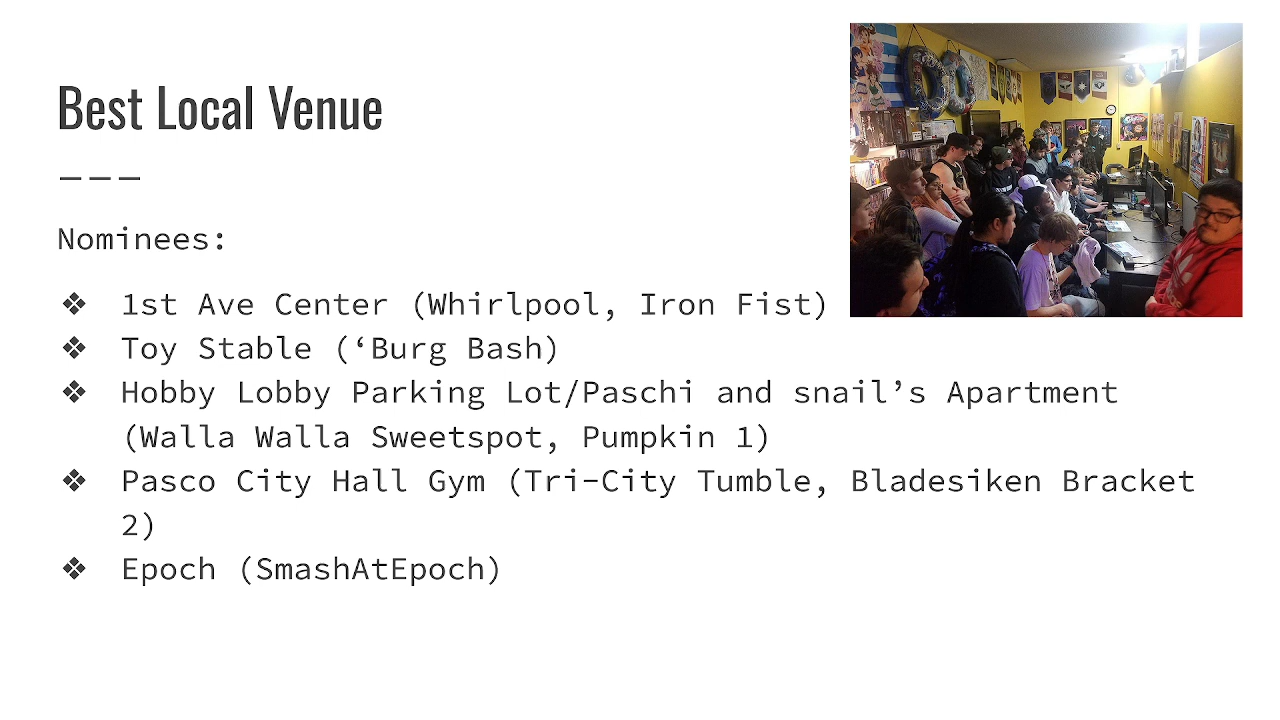 Best Local Venue
Nominees:
❖ 1st Ave Center (Whirlpool, Iron Fist)
❖ Toy Stable (‘Burg Bash)
❖ Hobby Lobby Parking Lot/Paschi and snail’s Apartment
(Walla Walla Sweetspot, Pumpkin 1)
❖ Pasco City Hall Gym (Tri-City Tumble, Bladesiken Bracket
2)
❖ Epoch (SmashAtEpoch)